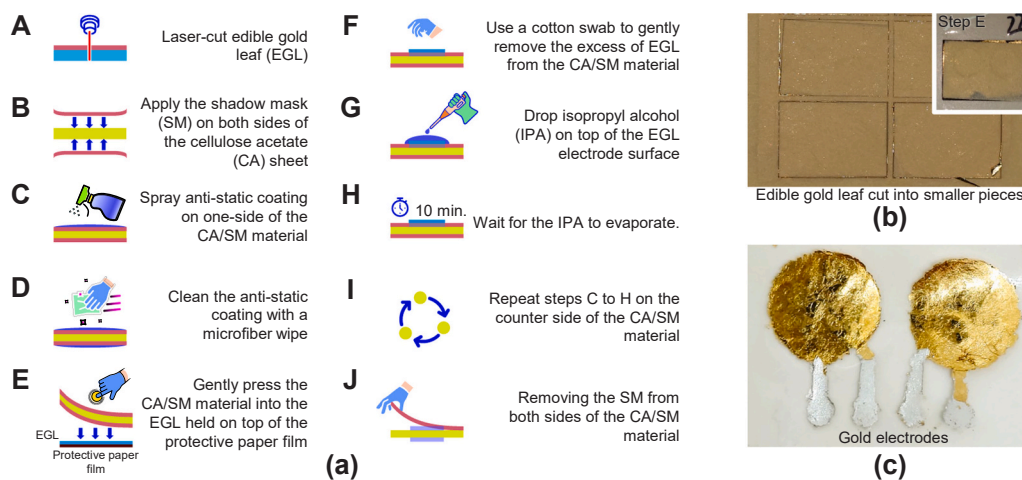 A
Laser-cut edible gold
leaf (EGL)
B
Apply the shadow mask
(SM) on both sides of
the cellulose acetate
(CA) sheet
C
Spray anti-static coating
on one-side of the
CA/SM material
D
Clean the anti-static
coating with a
microfiber wipe
E
Gently press the
CA/SM material into the
EGL held on top of the
protective paper film
EGL
Protective paper
film
F
Use a cotton swab to gently
remove the excess of EGL
from the CA/SM material
G
Drop isopropyl alcohol
(IPA) on top of the EGL
electrode surface
H
10 min.
Wait for the IPA to evaporate.
I
Repeat steps C to H on the
counter side of the CA/SM
material
J
Removing the SM from
both sides of the CA/SM
material
(a)
Step E
22
Edible gold leaf cut into smaller pieces
(b)
Gold electrodes
(c)